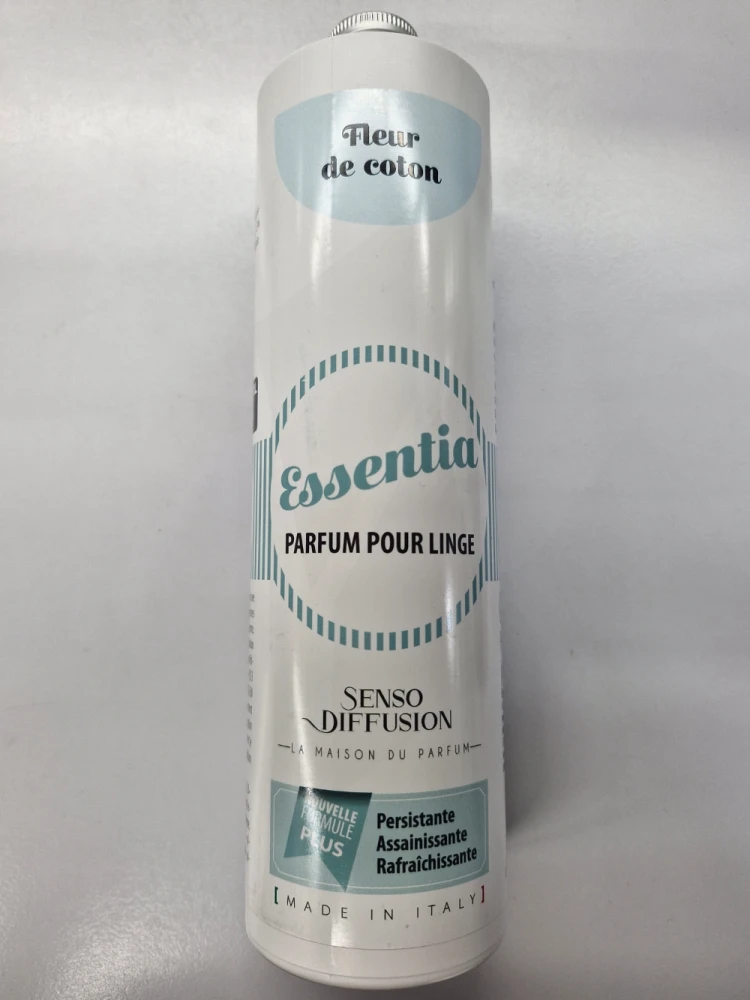 Fleur
de coton
Essentia
PARFUM POUR LINGE
SENSO
DIFFUSION
LA MAISON DU PARFUM
NOUVELLE
FORMULE
PLUS
Persistante
Assainissante
Rafraîchissante
[MADE IN ITALY]